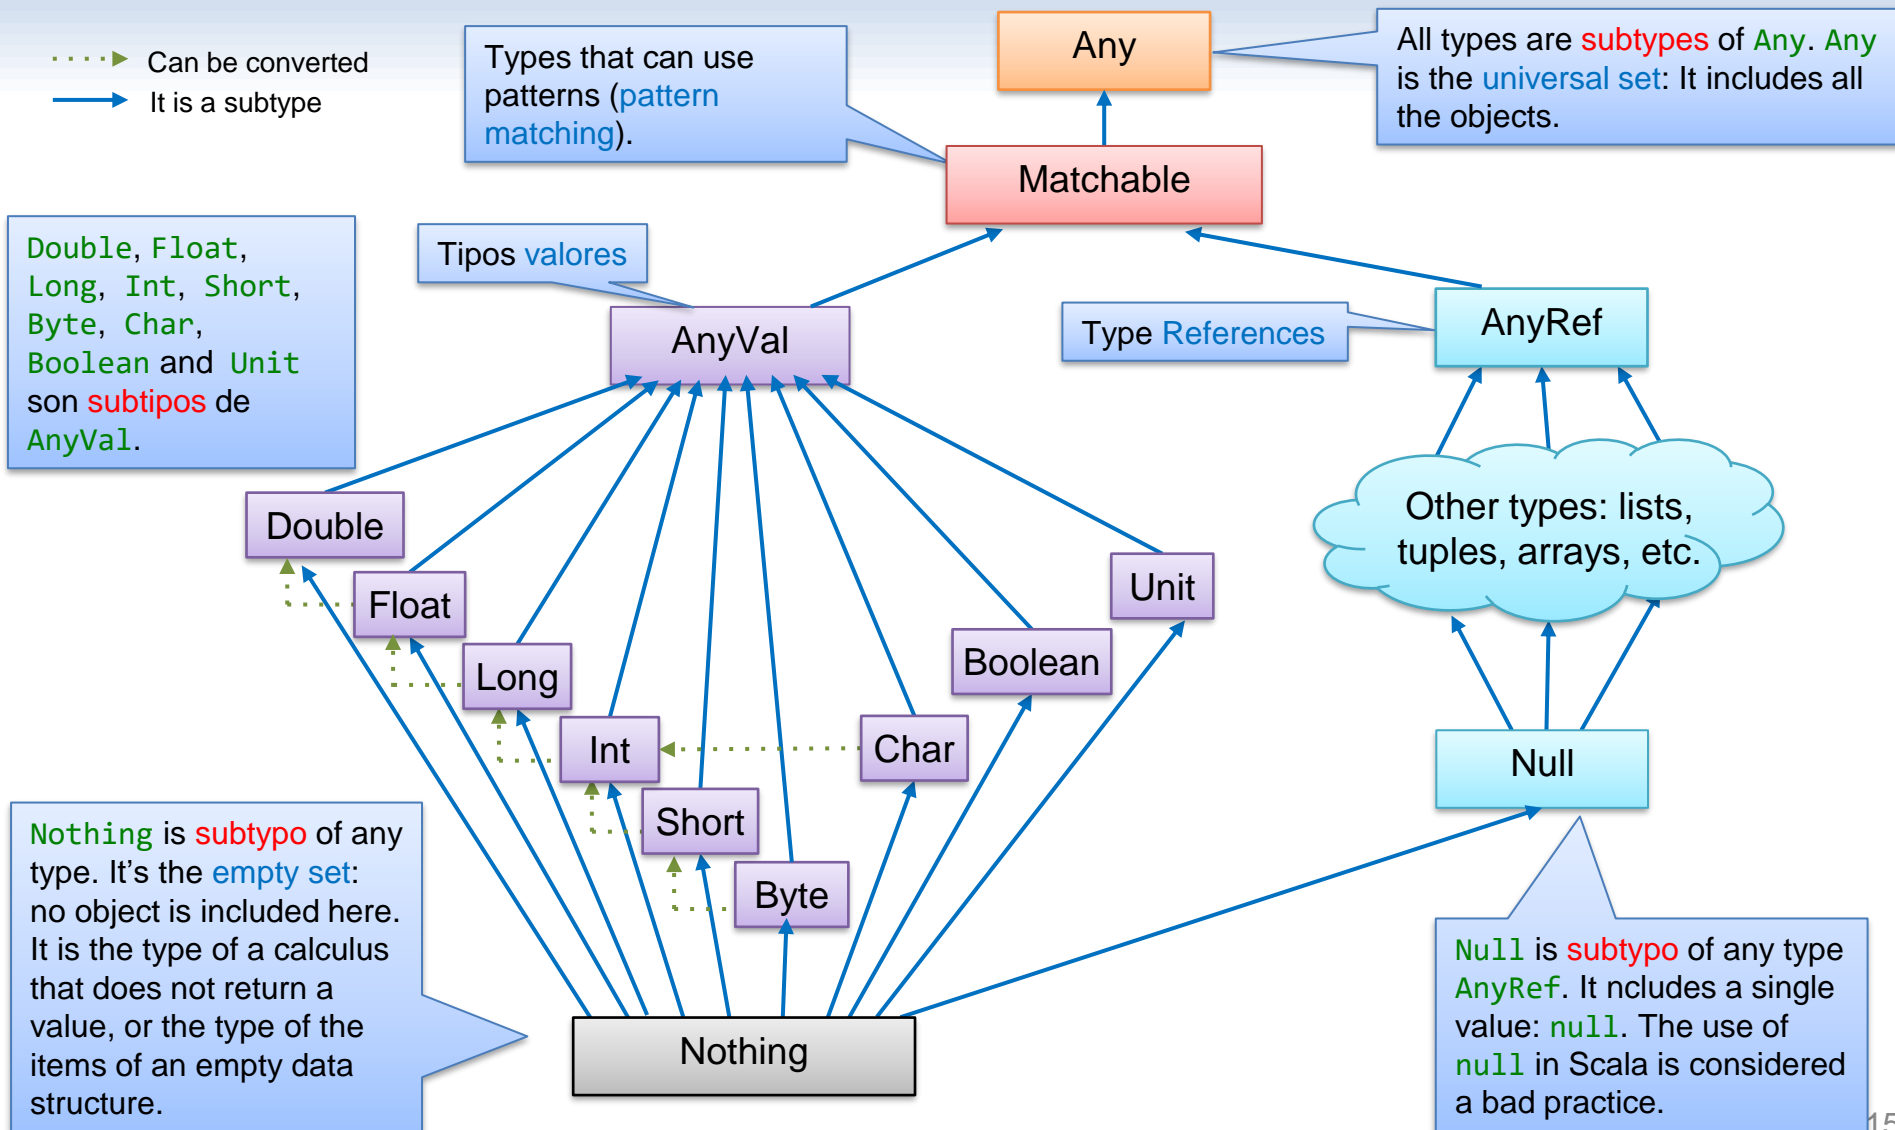 Can be converted
It is a subtype
Types that can use
patterns (pattern
matching).
Any
All types are subtypes of Any. Any
is the universal set: It includes all
the objects.
Matchable
Double, Float,
Long, Int, Short,
Byte, Char,
Boolean and Unit
son subtipos de
AnyVal.
Tipos valores
AnyVal
Type References
AnyRef
Other types: lists,
tuples, arrays, etc.
Double
Float
Long
Int
Short
Byte
Char
Boolean
Unit
Null
Nothing is subtypo of any
type. It’s the empty set:
no object is included here.
It is the type of a calculus
that does not return a
value, or the type of the
items of an empty data
structure.
Nothing
Null is subtypo of any type
AnyRef. It ncludes a single
value: null. The use of
null in Scala is considered
a bad practice.
15